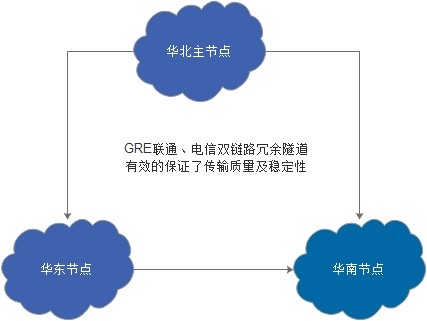 华北主节点
GRE联通、电信双链路冗余隧道
有效的保证了传输质量及稳定性
华东节点
华南节点